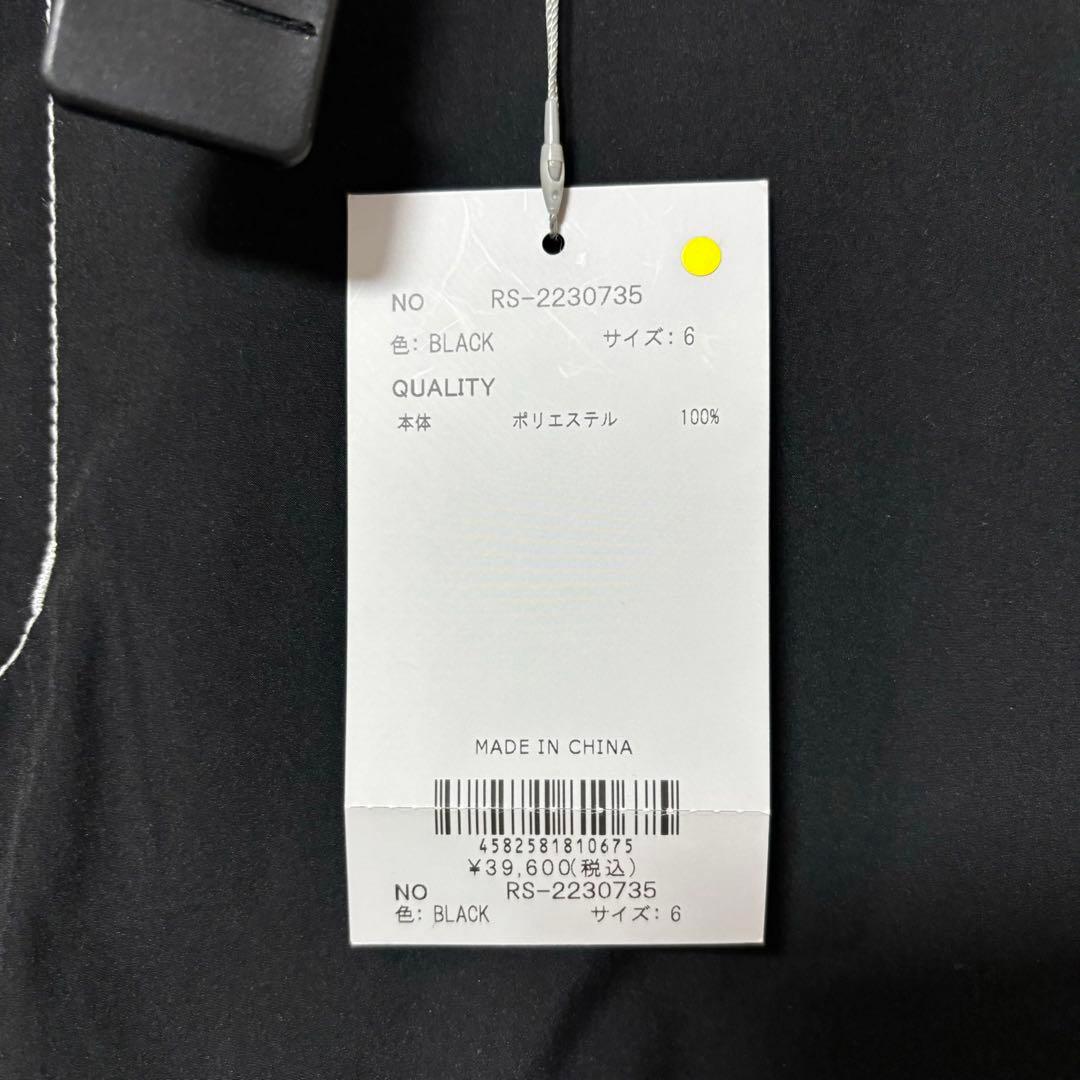 NO RS-2230735
色: BLACK サイズ: 6
QUALITY
本体 ポリエステル 100%
MADE IN CHINA
4582581810675
¥39,600(税込)
NO RS-2230735
色: BLACK サイズ: 6